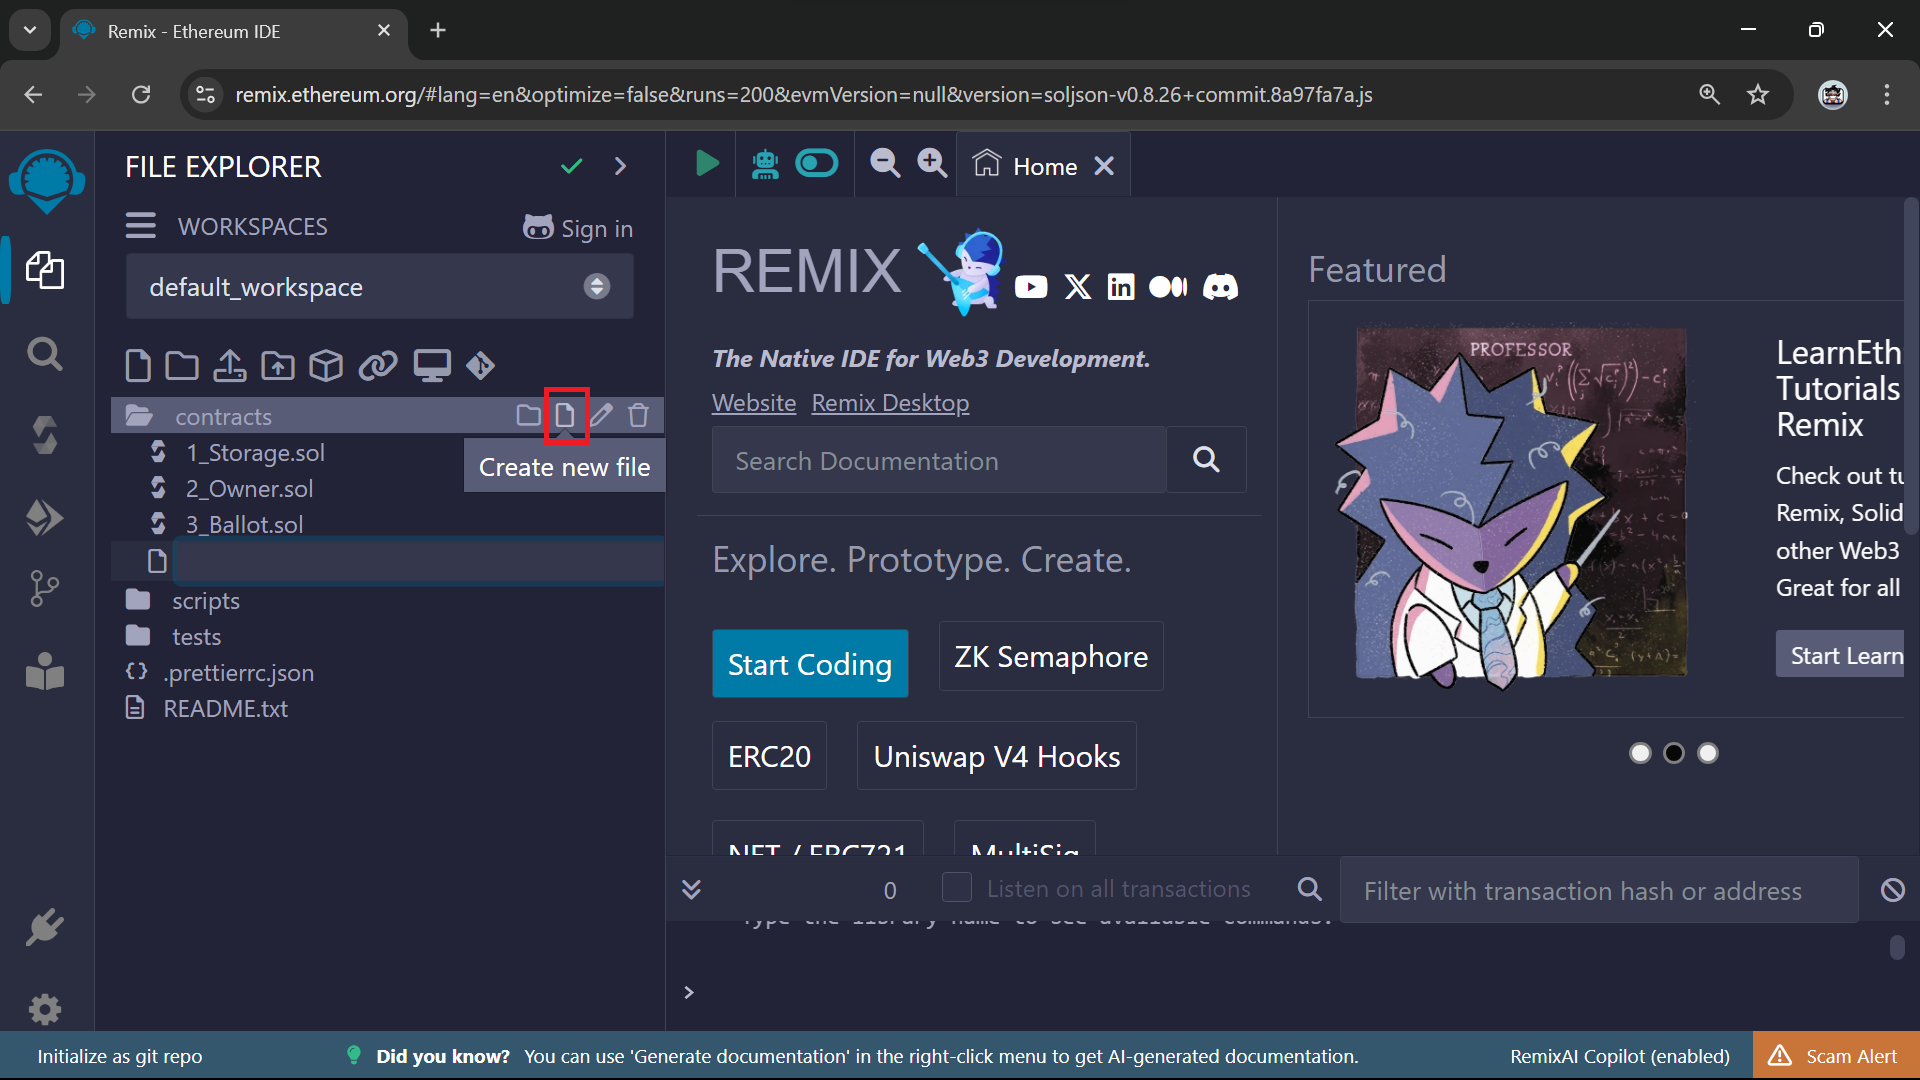 Remix - Ethereum IDE
remix.ethereum.org/#lang=en&optimize=false&runs=200&evmVersion=null&version=soljson-v0.8.26+commit.8a97fa7a.js
FILE EXPLORER
WORKSPACES
Sign in
default_workspace
contracts
Create new file
1_Storage.sol
2_Owner.sol
3_Ballot.sol
scripts
tests
.prettierrc.json
README.txt
Home
REMIX
The Native IDE for Web3 Development.
Website Remix Desktop
Search Documentation
Explore. Prototype. Create.
Start Coding
ZK Semaphore
ERC20
Uniswap V4 Hooks
NFT / ERC721
MultiSig
Featured
PROFESSOR
LearnEth
Tutorials
Remix
Check out tu
Remix, Solid
other Web3
Great for all
Start Learn
0
Listen on all transactions
Filter with transaction hash or address
Type the library name to see available commands.
>
Initialize as git repo
Did you know? You can use 'Generate documentation' in the right-click menu to get AI-generated documentation.
RemixAI Copilot (enabled)
Scam Alert